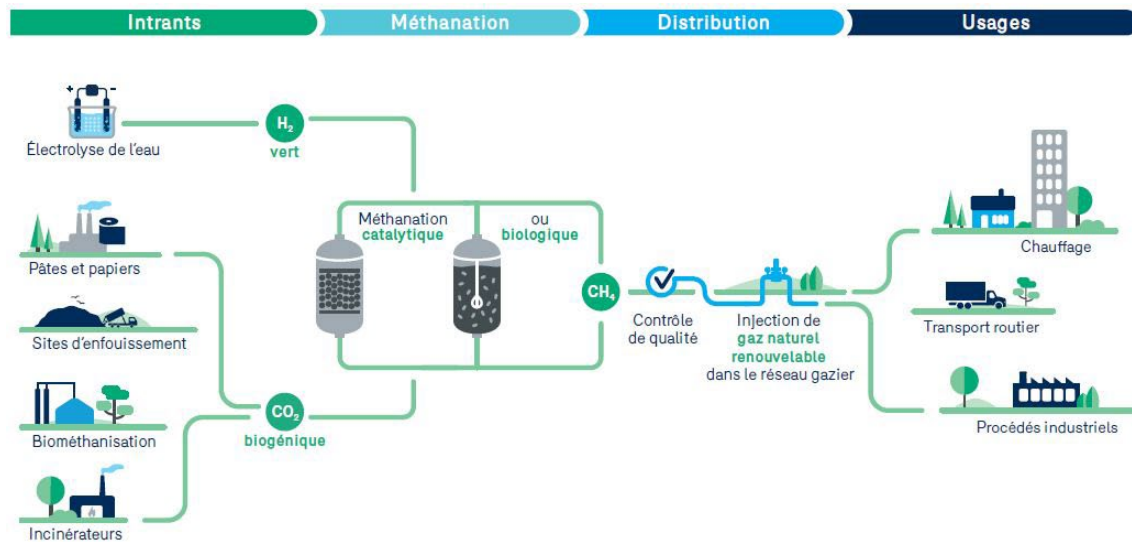 Intrants
Méthanation
Distribution
Usages
+ -
Électrolyse de l'eau
H₂
vert
Pâtes et papiers
Sites d'enfouissement
Biométhanisation
Incinérateurs
CO₂
biogénique
Méthanation
catalytique
ou
biologique
CH₄
Contrôle
de qualité
Injection de
gaz naturel
renouvelable
dans le réseau gazier
Chauffage
Transport routier
Procédés industriels